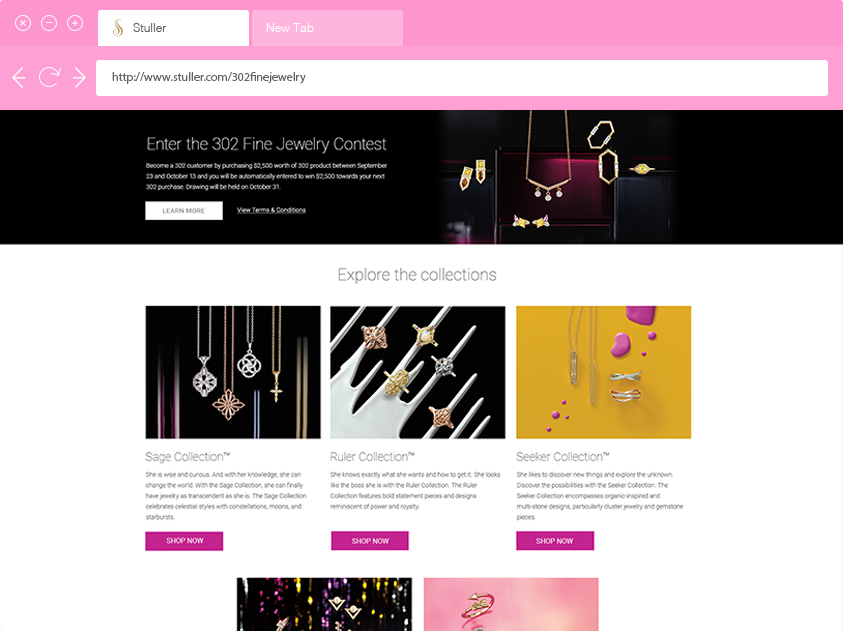 Stuller
New Tab
http://www.stuller.com/302finejewelry
Enter the 302 Fine Jewelry Contest
Become a 302 customer by purchasing $2,500 worth of 302 product between September
23 and October 13 and you will be automatically entered to win $2,500 towards your next
302 purchase. Drawing will be held on October 31.
LEARN MORE
View Terms & Conditions
Explore the collections
Sage Collection™
She is wise and curious. And with her knowledge, she can
change the world. With the Sage Collection, she can finally
have jewelry as transcendent as she is. The Sage Collection
celebrates celestial styles with constellations, moons, and
starbursts.
SHOP NOW
Ruler Collection™
She knows exactly what she wants and how to get it. She looks
like the boss she is with the Ruler Collection. The Ruler
Collection features bold statement pieces and designs
reminiscent of power and royalty.
SHOP NOW
Seeker Collection™
She likes to discover new things and explore the unknown.
Discover the possibilities with the Seeker Collection. The
Seeker Collection encompasses organic-inspired and
multi-stone designs, particularly cluster jewelry and gemstone
pieces.
SHOP NOW